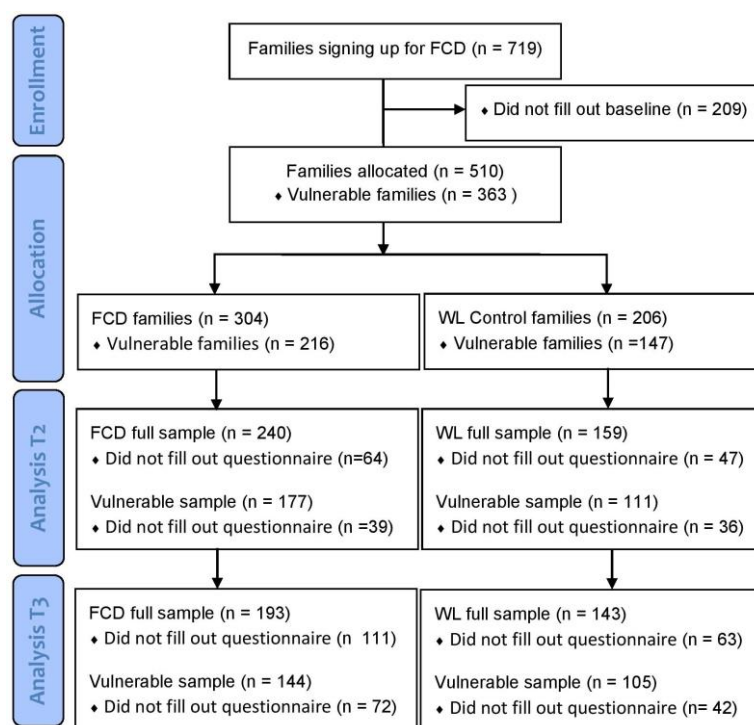 Enrollment
Families signing up for FCD (n = 719)
♦ Did not fill out baseline (n = 209)
Allocation
Families allocated (n = 510)
♦ Vulnerable families (n = 363 )
FCD families (n = 304)
♦ Vulnerable families (n = 216)
WL Control families (n = 206)
♦ Vulnerable families (n =147)
Analysis T2
FCD full sample (n = 240)
♦ Did not fill out questionnaire (n=64)
Vulnerable sample (n = 177)
♦ Did not fill out questionnaire (n =39)
WL full sample (n = 159)
♦ Did not fill out questionnaire (n = 47)
Vulnerable sample (n = 111)
♦ Did not fill out questionnaire (n = 36)
Analysis T3
FCD full sample (n = 193)
♦ Did not fill out questionnaire (n  111)
Vulnerable sample (n = 144)
♦ Did not fill out questionnaire (n = 72)
WL full sample (n = 143)
♦ Did not fill out questionnaire (n = 63)
Vulnerable sample (n = 105)
♦ Did not fill out questionnaire (n= 42)